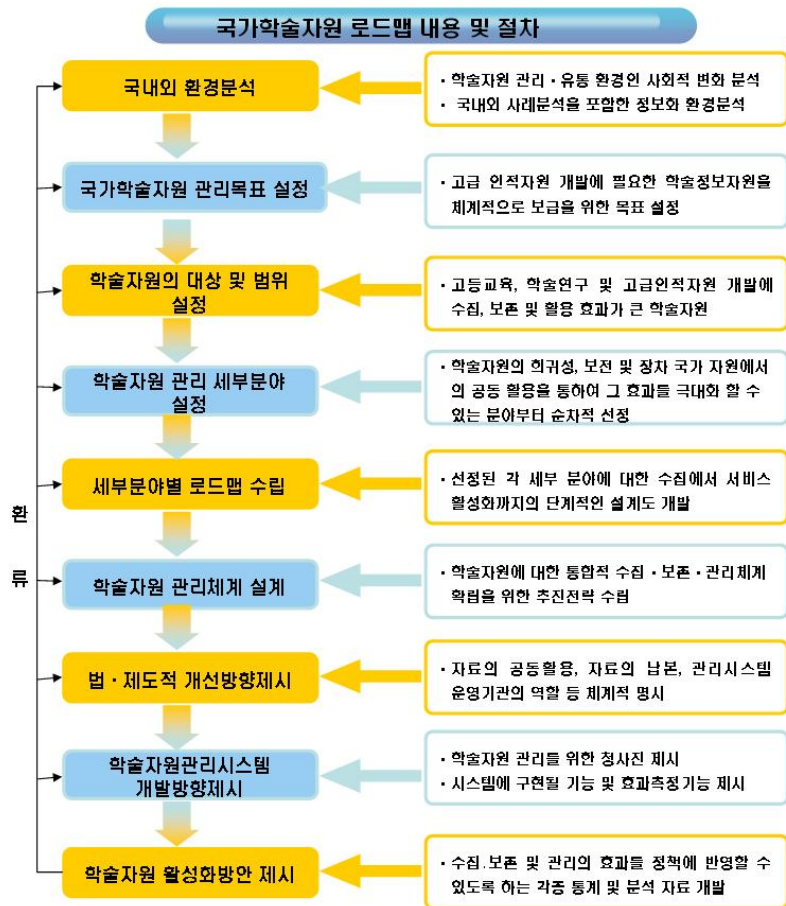 국가학술자원 로드맵 내용 및 절차
국내외 환경분석
· 학술자원 관리 · 유통 환경인 사회적 변화 분석
· 국내외 사례분석을 포함한 정보화 환경분석
국가학술자원 관리목표 설정
· 고급 인적자원 개발에 필요한 학술정보자원을
체계적으로 보급을 위한 목표 설정
학술자원의 대상 및 범위
설정
· 고등교육, 학술연구 및 고급인적자원 개발에
수집, 보존 및 활용 효과가 큰 학술자원
학술자원 관리 세부분야
설정
· 학술자원의 희귀성, 보전 및 장차 국가 자원에서
의 공동 활용을 통하여 그 효과를 극대화 할 수
있는 분야부터 순차적 선정
세부분야별 로드맵 수립
· 선정된 각 세부 분야에 대한 수집에서 서비스
활성화까지의 단계적인 설계도 개발
환
류
학술자원 관리체계 설계
· 학술자원에 대한 통합적 수집 · 보존 · 관리체계
확립을 위한 추진전략 수립
법 · 제도적 개선방향제시
· 자료의 공동활용, 자료의 납본, 관리시스템
운영기관의 역할 등 체계적 명시
학술자원관리시스템
개발방향제시
· 학술자원 관리를 위한 청사진 제시
· 시스템에 구현될 기능 및 효과측정기능 제시
학술자원 활성화방안 제시
· 수집.보존 및 관리의 효과를 정책에 반영할 수
있도록 하는 각종 통계 및 분석 자료 개발